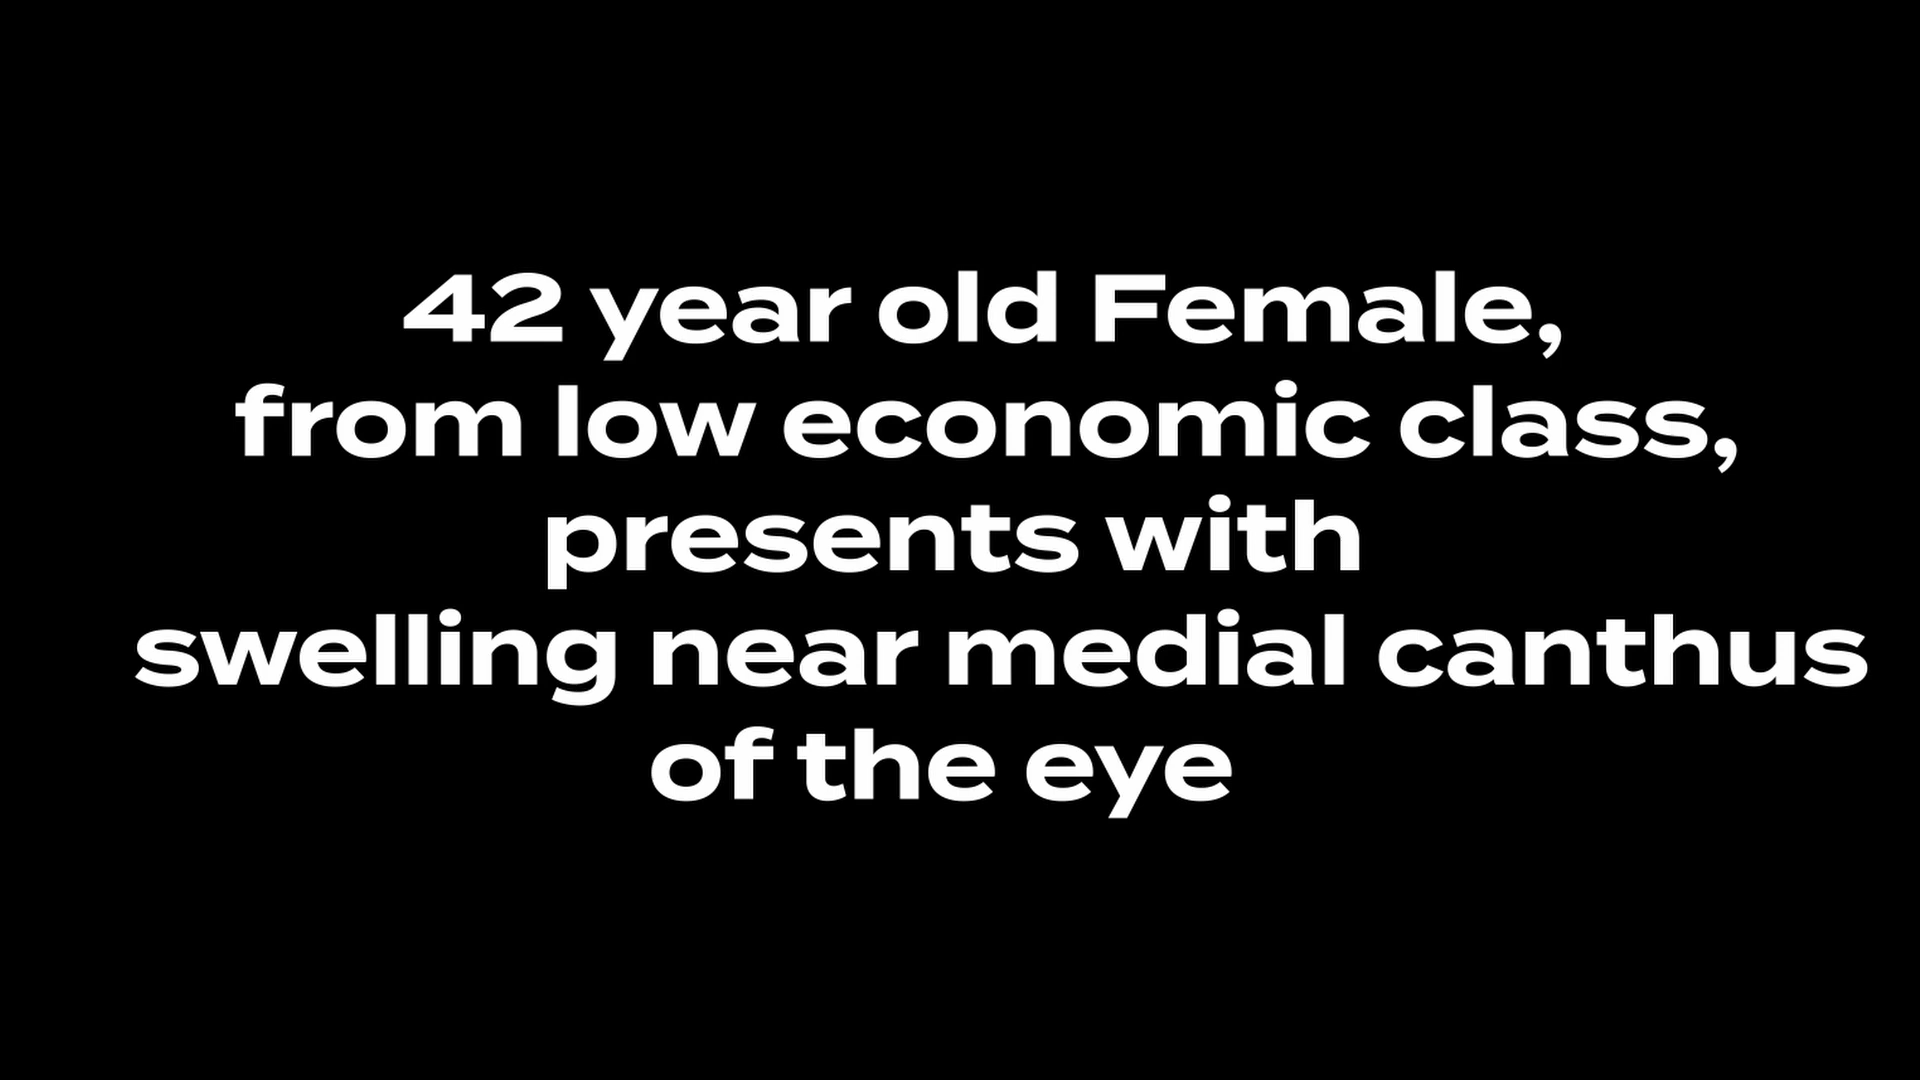 42 year old Female,
from low economic class,
presents with
swelling near medial canthus
of the eye